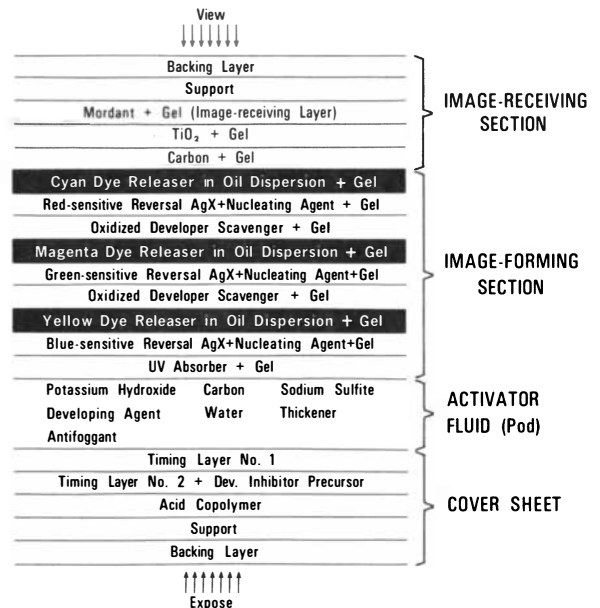 View
Backing Layer
Support
Mordant + Gel (Image-receiving Layer)
TiO₂ + Gel
Carbon + Gel
IMAGE-RECEIVING
SECTION
Cyan Dye Releaser in Oil Dispersion + Gel
Red-sensitive Reversal AgX+Nucleating Agent + Gel
Oxidized Developer Scavenger + Gel
Magenta Dye Releaser in Oil Dispersion + Gel
Green-sensitive Reversal AgX+Nucleating Agent+Gel
Oxidized Developer Scavenger + Gel
Yellow Dye Releaser in Oil Dispersion + Gel
Blue-sensitive Reversal AgX+Nucleating Agent+Gel
UV Absorber + Gel
IMAGE-FORMING
SECTION
Potassium Hydroxide Carbon Sodium Sulfite
Developing Agent Water Thickener
Antifoggant
ACTIVATOR
FLUID (Pod)
Timing Layer No. 1
Timing Layer No. 2 + Dev. Inhibitor Precursor
Acid Copolymer
Support
Backing Layer
COVER SHEET
Expose